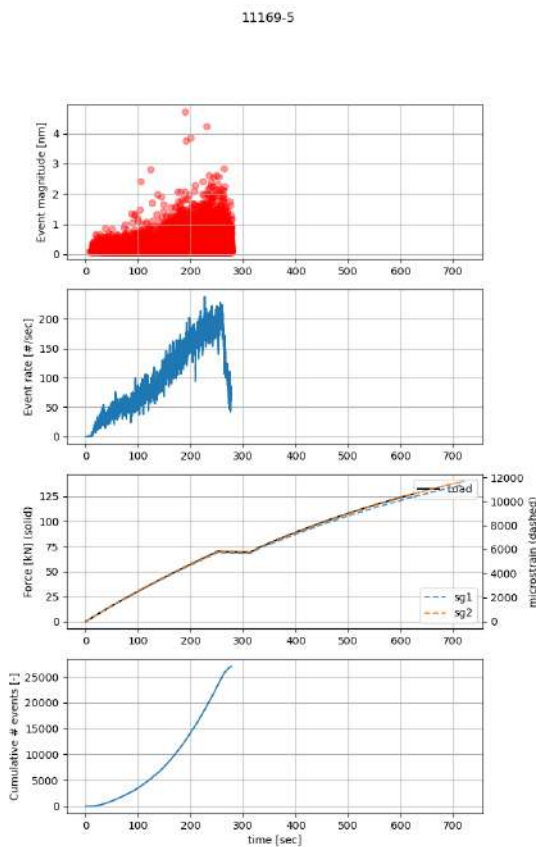 11169-5
Event magnitude [nm]
4
3
2
1
0
0 100 200 300 400 500 600 700
Event rate [#/sec]
200
150
100
50
0
0 100 200 300 400 500 600 700
Force [kN] (solid)
125
100
75
50
25
0
Load
sg1
sg2
12000
10000
8000
6000
4000
2000
0
microstrain (dashed)
0 100 200 300 400 500 600 700
Cumulative # events [-]
25000
20000
15000
10000
5000
0
0 100 200 300 400 500 600 700
time [sec]